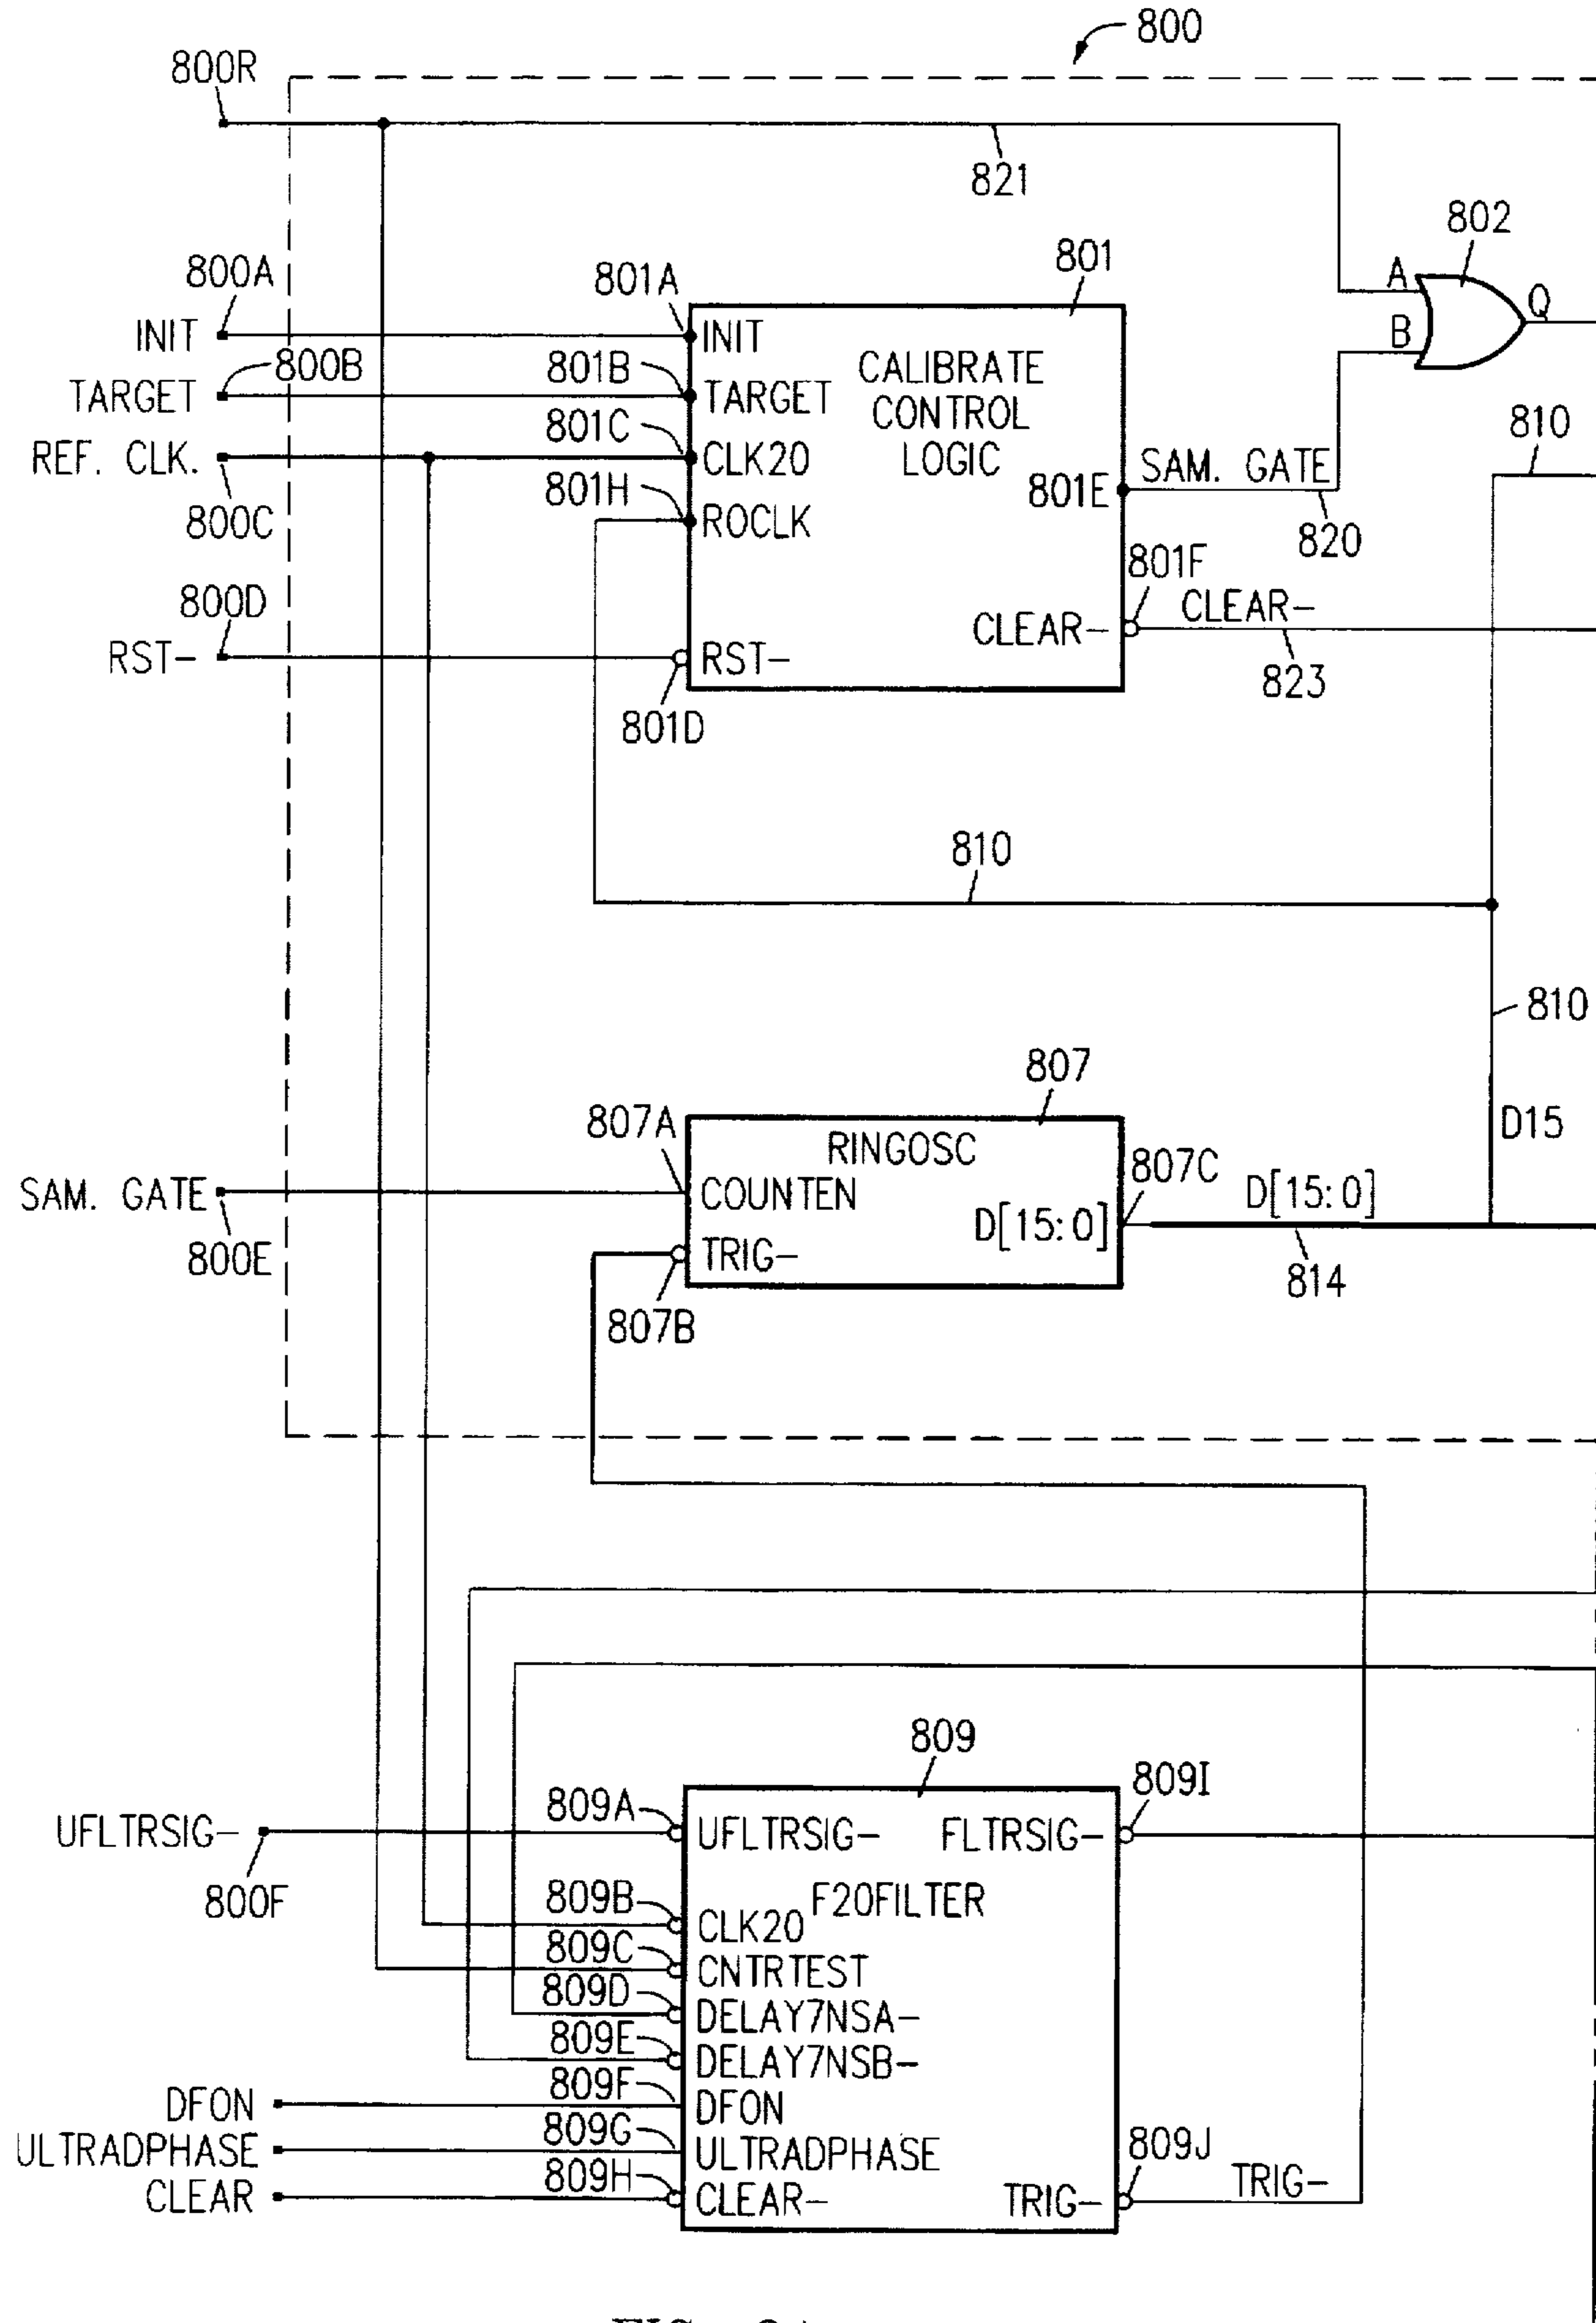 800
800R
821
802
800A
801A
801
A
Q
INIT
INIT
B
800B
801B
CALIBRATE
TARGET
TARGET
CONTROL
801C
810
REF. CLK.
CLK20
LOGIC
SAM. GATE
801H
801E
800C
ROCLK
820
801F
800D
CLEAR-
CLEAR-
RST-
RST-
823
801D
810
810
807
807A
RINGOSC
D15
807C
SAM. GATE
COUNTEN
D[15:0]
D[15:0]
800E
TRIG-
814
807B
809
809A
809I
UFLTRSIG-
UFLTRSIG-
FLTRSIG-
800F
809B
F20FILTER
CLK20
809C
CNTRTEST
809D
DELAY7NSA-
809E
DELAY7NSB-
809F
DFON
DFON
809G
ULTRADPHASE
ULTRADPHASE
809H
809J
CLEAR
CLEAR-
TRIG-
TRIG-